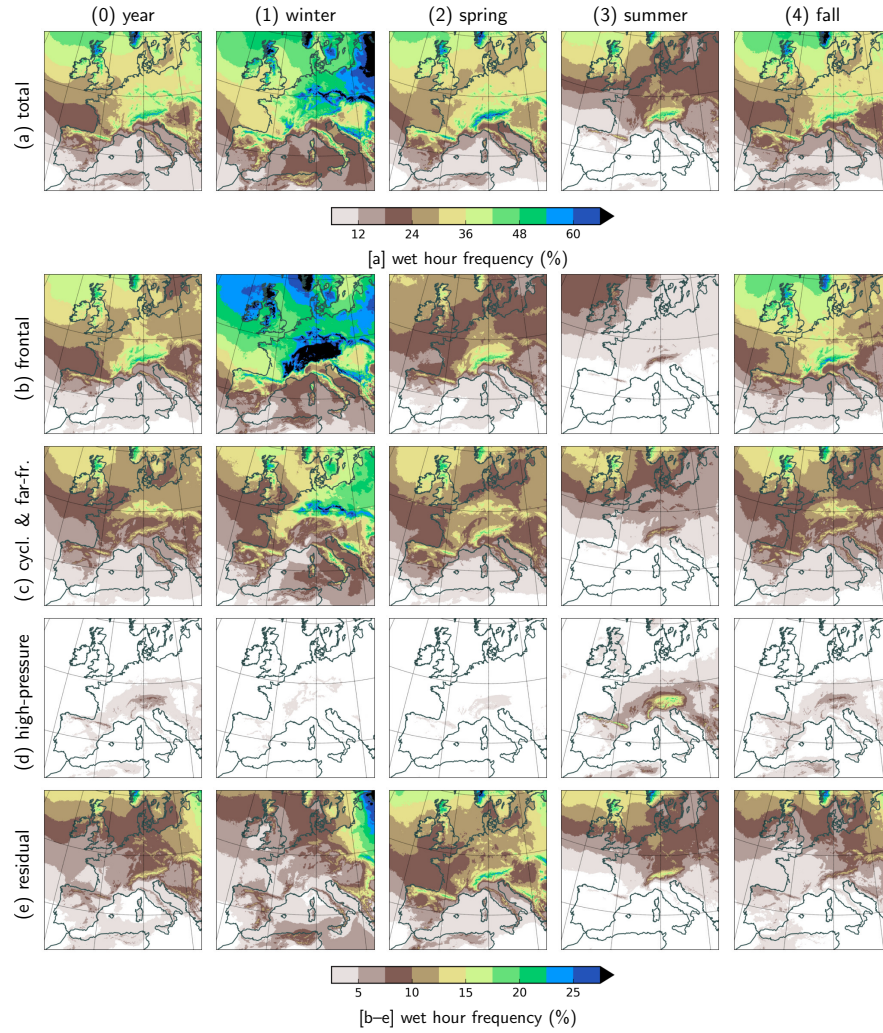 (0) year (1) winter (2) spring (3) summer (4) fall
(a) total
12 24 36 48 60
[a] wet hour frequency (%)
(b) frontal
(c) cycl. & far-fr.
(d) high-pressure
(e) residual
5 10 15 20 25
[b–e] wet hour frequency (%)